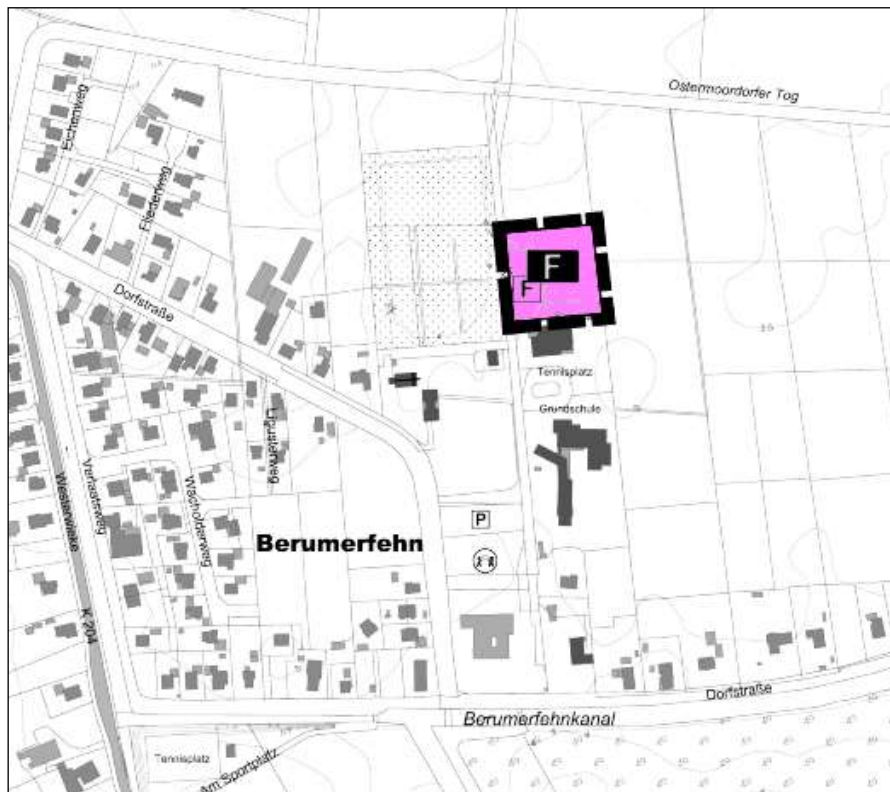 Ostermoordorfer Tog
Eichenweg
Fliederweg
F
F
Dorfstraße
Tennisplatz
Grundschule
Ligusterweg
Verlaatsweg
Wacholderweg
Westerwieke
P
Berumerfehn
K 204
Dorfstraße
Berumerfehnkanal
Tennisplatz
Am Sportplatz